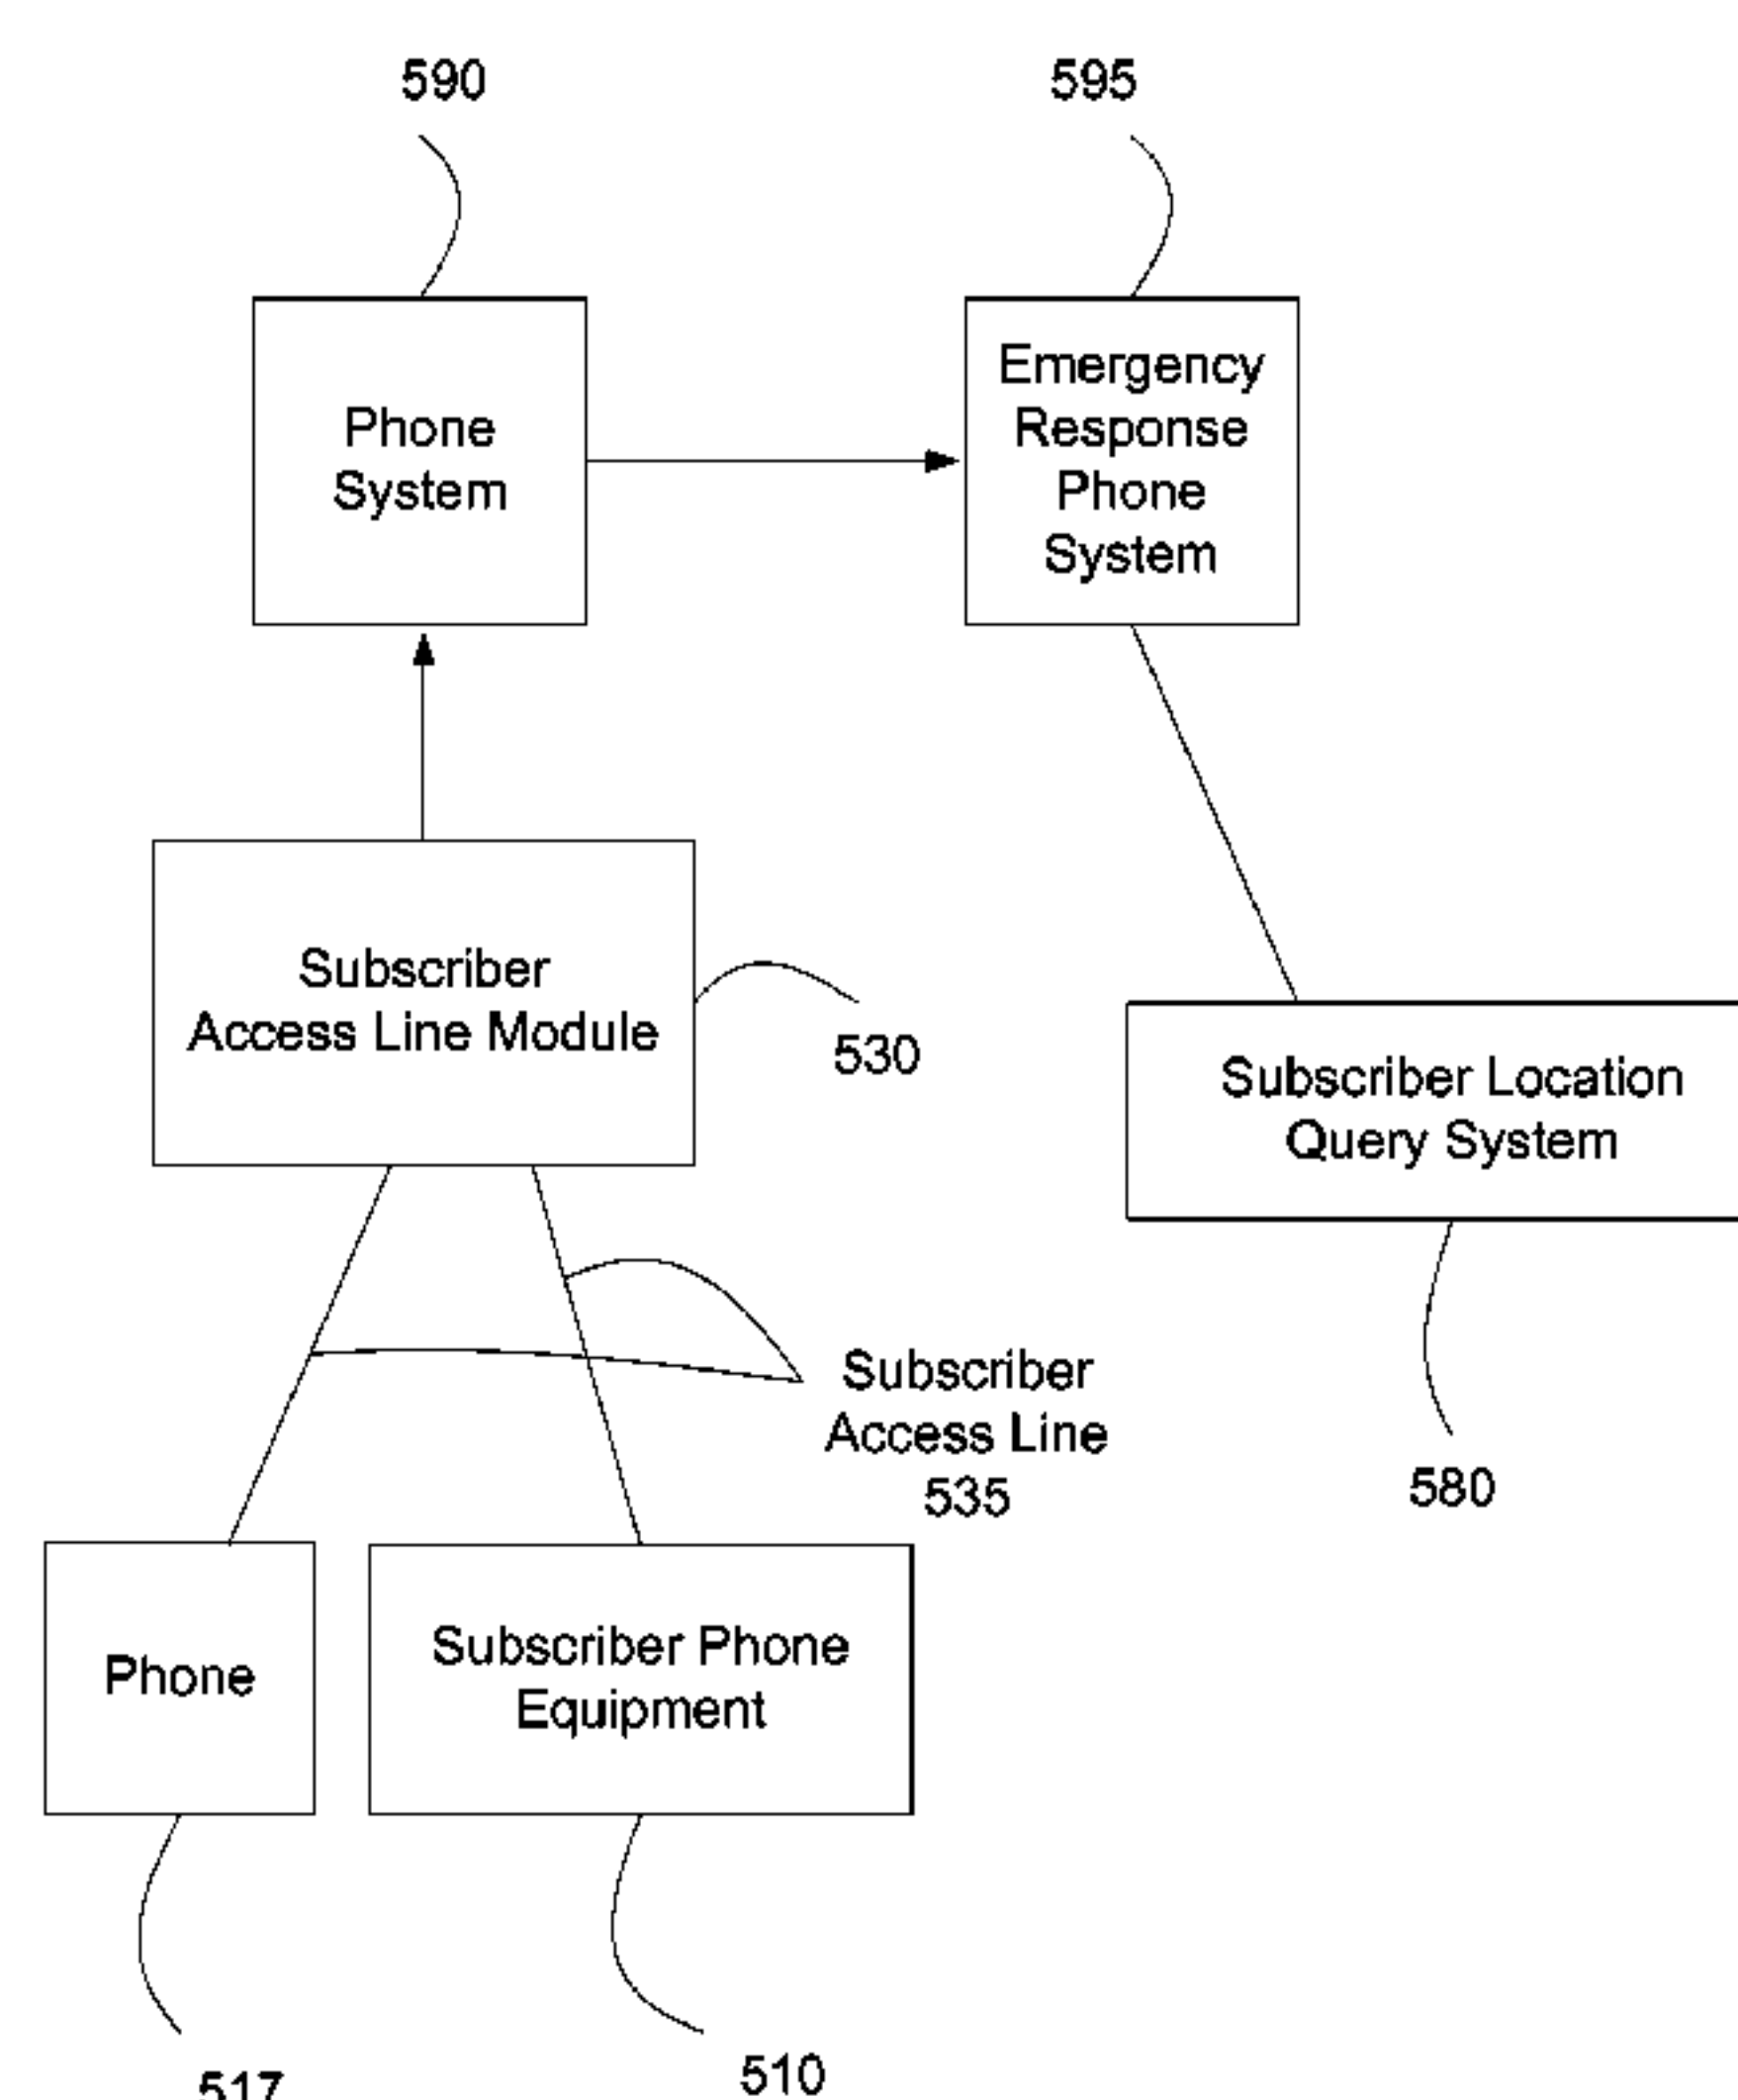 590
595
Phone
System
Emergency
Response
Phone
System
Subscriber
Access Line Module
530
Subscriber Location
Query System
Subscriber
Access Line
535
580
Phone
Subscriber Phone
Equipment
517
510